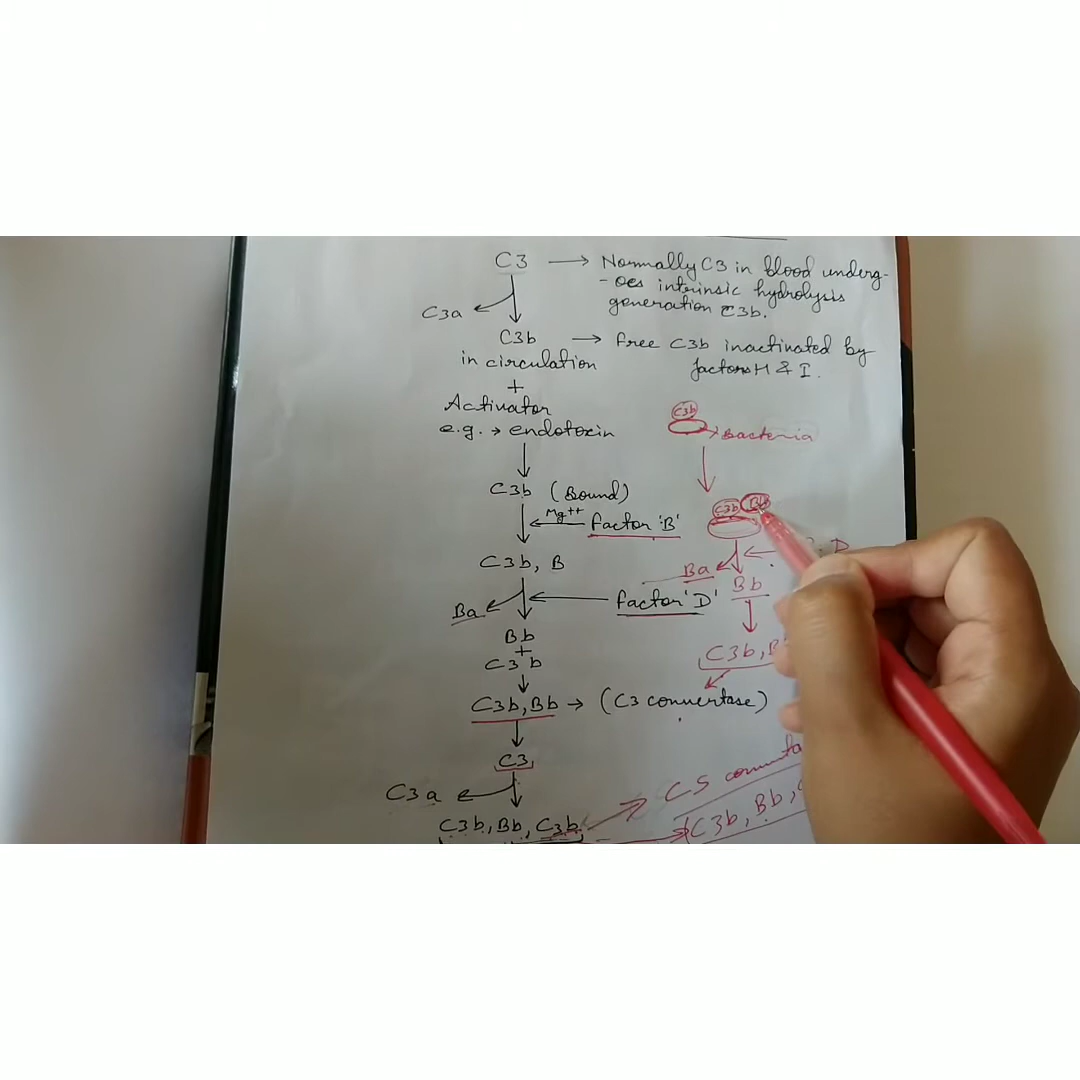 C3 → Normally C3 in blood underg-
-oes intrinsic hydrolysis
generation C3b.
C3a
C3b → free C3b inactivated by
in circulation factors H & I.
+
Activator
e.g. → endotoxin
C3b
→ Bacteria
C3b (Bound)
C3b
Mg++ factor 'B'
C3b, B
Ba
factor 'D'
Ba
Bb
Bb
+
C3b
C3b, B
C3b, Bb → (C3 convertase)
C3
C3a
C5
C3b, Bb, C3b
C3b, Bb,